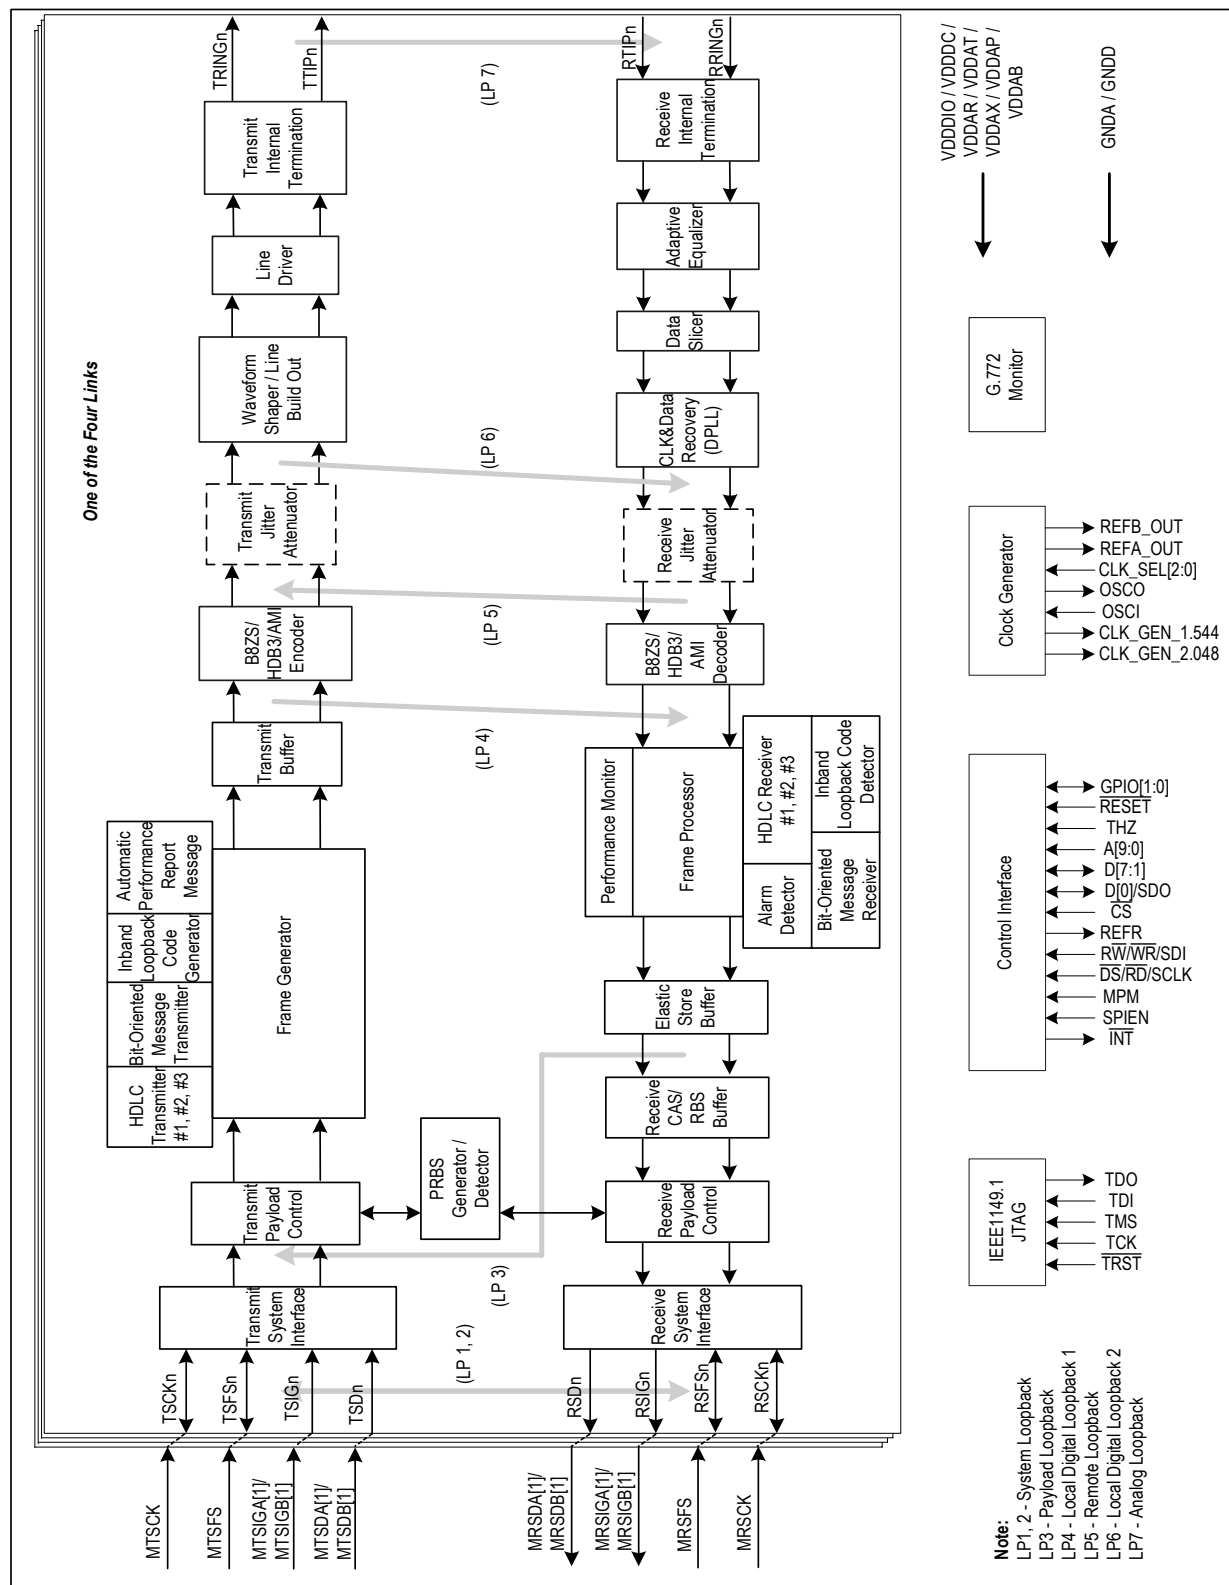 One of the Four Links
TRINGn
TTIPn
Transmit
Internal
Termination
Line
Driver
Waveform
Shaper / Line
Build Out
Transmit
Jitter
Attenuator
B8ZS/
HDB3/AMI
Encoder
Transmit
Buffer
Frame Generator
Automatic
Performance
Report
Message
Inband
Loopback
Code
Generator
Bit-Oriented
Message
Transmitter
HDLC
Transmitter
#1, #2, #3
Transmit
Payload
Control
Transmit
System
Interface
TSCKn
TSFSn
TSIGn
TSDn
MTSCK
MTSFS
MTSIGA[1]/
MTSIGB[1]
MTSDA[1]/
MTSDB[1]
(LP 7)
(LP 6)
(LP 5)
(LP 4)
PRBS
Generator /
Detector
(LP 3)
(LP 1, 2)
RTIPn
RRINGn
Receive
Internal
Termination
Adaptive
Equalizer
Data
Slicer
CLK&Data
Recovery
(DPLL)
Receive
Jitter
Attenuator
B8ZS/
HDB3/
AMI
Decoder
Performance Monitor
Frame Processor
HDLC Receiver
#1, #2, #3
Inband
Loopback Code
Detector
Alarm
Detector
Bit-Oriented
Message
Receiver
Elastic
Store
Buffer
Receive
CAS/
RBS
Buffer
Receive
Payload
Control
Receive
System
Interface
RSDn
RSIGn
RSFSn
RSCKn
MRSDA[1]/
MRSDB[1]
MRSIGA[1]/
MRSIGB[1]
MRSFS
MRSCK
VDDDIO / VDDDC /
VDDAR / VDDAT /
VDDAX / VDDAP /
VDDAB
GNDA / GNDD
G.772
Monitor
Clock Generator
REFB_OUT
REFA_OUT
CLK_SEL[2:0]
OSCO
OSCI
CLK_GEN_1.544
CLK_GEN_2.048
Control Interface
GPIO[1:0]
RESET
THZ
A[9:0]
D[7:1]
D[0]/SDO
CS
REFR
RW/WR/SDI
DS/RD/SCLK
MPM
SPIEN
INT
IEEE1149.1
JTAG
TDO
TDI
TMS
TCK
TRST
Note:
LP1, 2 - System Loopback
LP3 - Payload Loopback
LP4 - Local Digital Loopback 1
LP5 - Remote Loopback
LP6 - Local Digital Loopback 2
LP7 - Analog Loopback